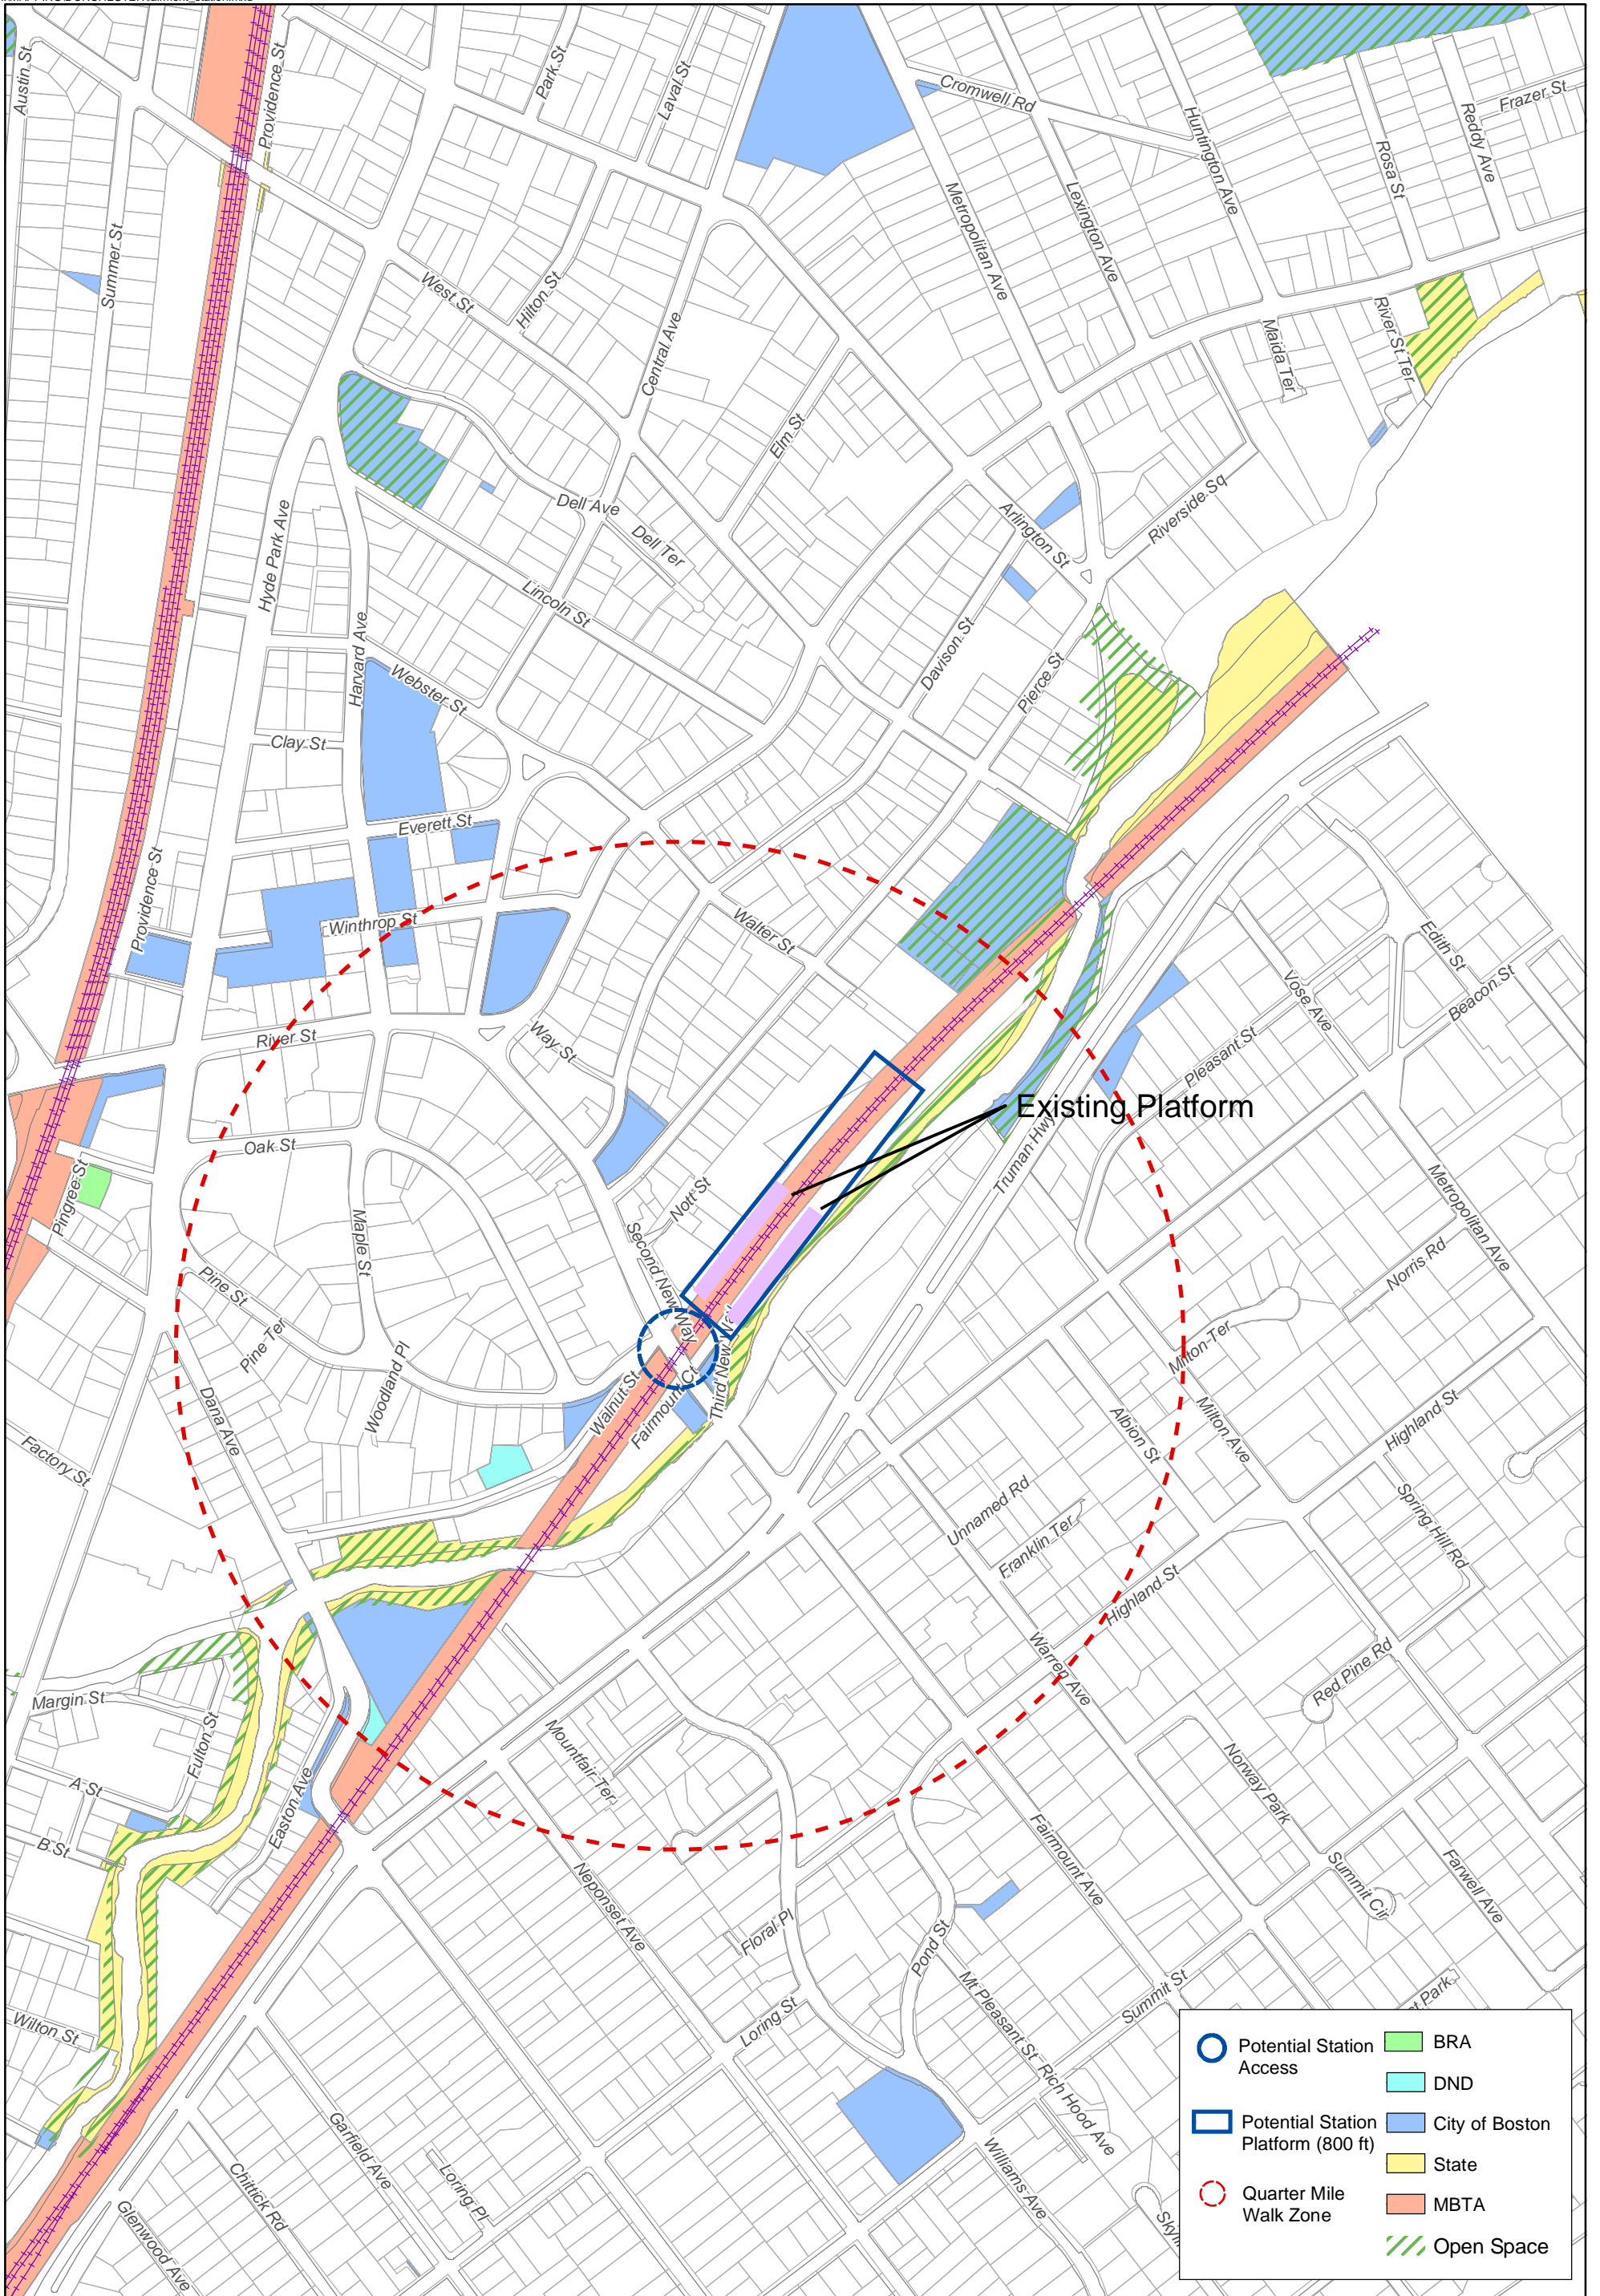 Austin St
Providence St
Park St
Laval St
Cromwell Rd
Huntington Ave
Rosa St
Reddy Ave
Frazer St
Summer St
West St
Hilton St
Central Ave
Metropolitan Ave
Lexington Ave
Maida Ter
River St Ter
Elm St
Dell Ave
Dell Ter
Arlington St
Riverside Sq
Hyde Park Ave
Harvard Ave
Lincoln St
Davison St
Pierce St
Webster St
Clay St
Everett St
Providence St
Winthrop St
Walter St
Edith St
Beacon St
Vose Ave
River St
Way St
Pleasant St
Existing Platform
Truman Hwy
Oak St
Pingree St
Nott St
Maple St
Second New Way
Metropolitan Ave
Norris Rd
Pine St
Pine Ter
Woodland Pl
Walnut St
Fairmount Ct
Third New Way
Milton Ter
Milton Ave
Albion St
Highland St
Dana Ave
Factory St
Unnamed Rd
Franklin Ter
Highland St
Spring Hill Rd
Warren Ave
Red Pine Rd
Margin St
Fulton St
A St
B St
Easton Ave
Mountfair Ter
Norway Park
Fairmount Ave
Summit Cir
Farwell Ave
Neponset Ave
Floral Pl
Pond St
Mt Pleasant St
Summit St
Loring St
Rich Hood Ave
Wilton St
Garfield Ave
Loring Pl
Chittick Rd
Glenwood Ave
Williams Ave
Potential Station
Access
Potential Station
Platform (800 ft)
Quarter Mile
Walk Zone
BRA
DND
City of Boston
State
MBTA
Open Space